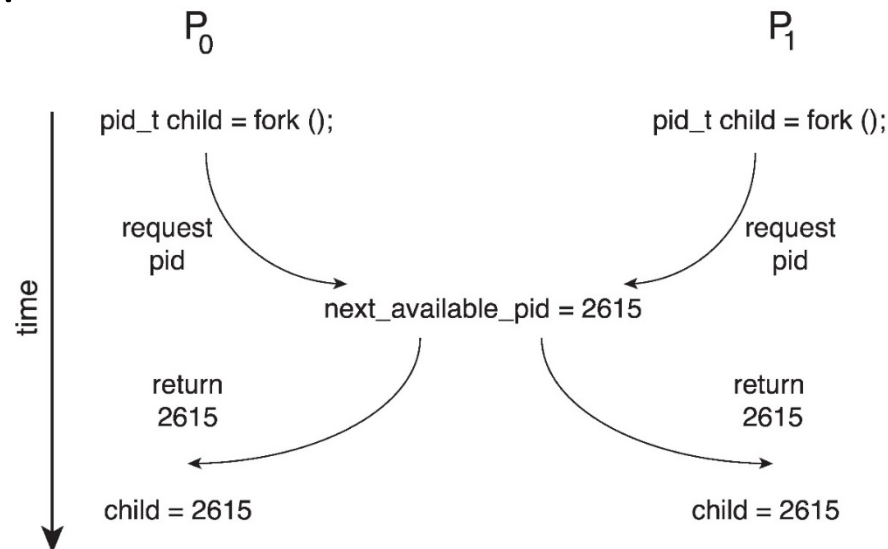 P0 P1
pid_t child = fork (); pid_t child = fork ();
request request
pid pid
next_available_pid = 2615
time
return return
2615 2615
child = 2615 child = 2615